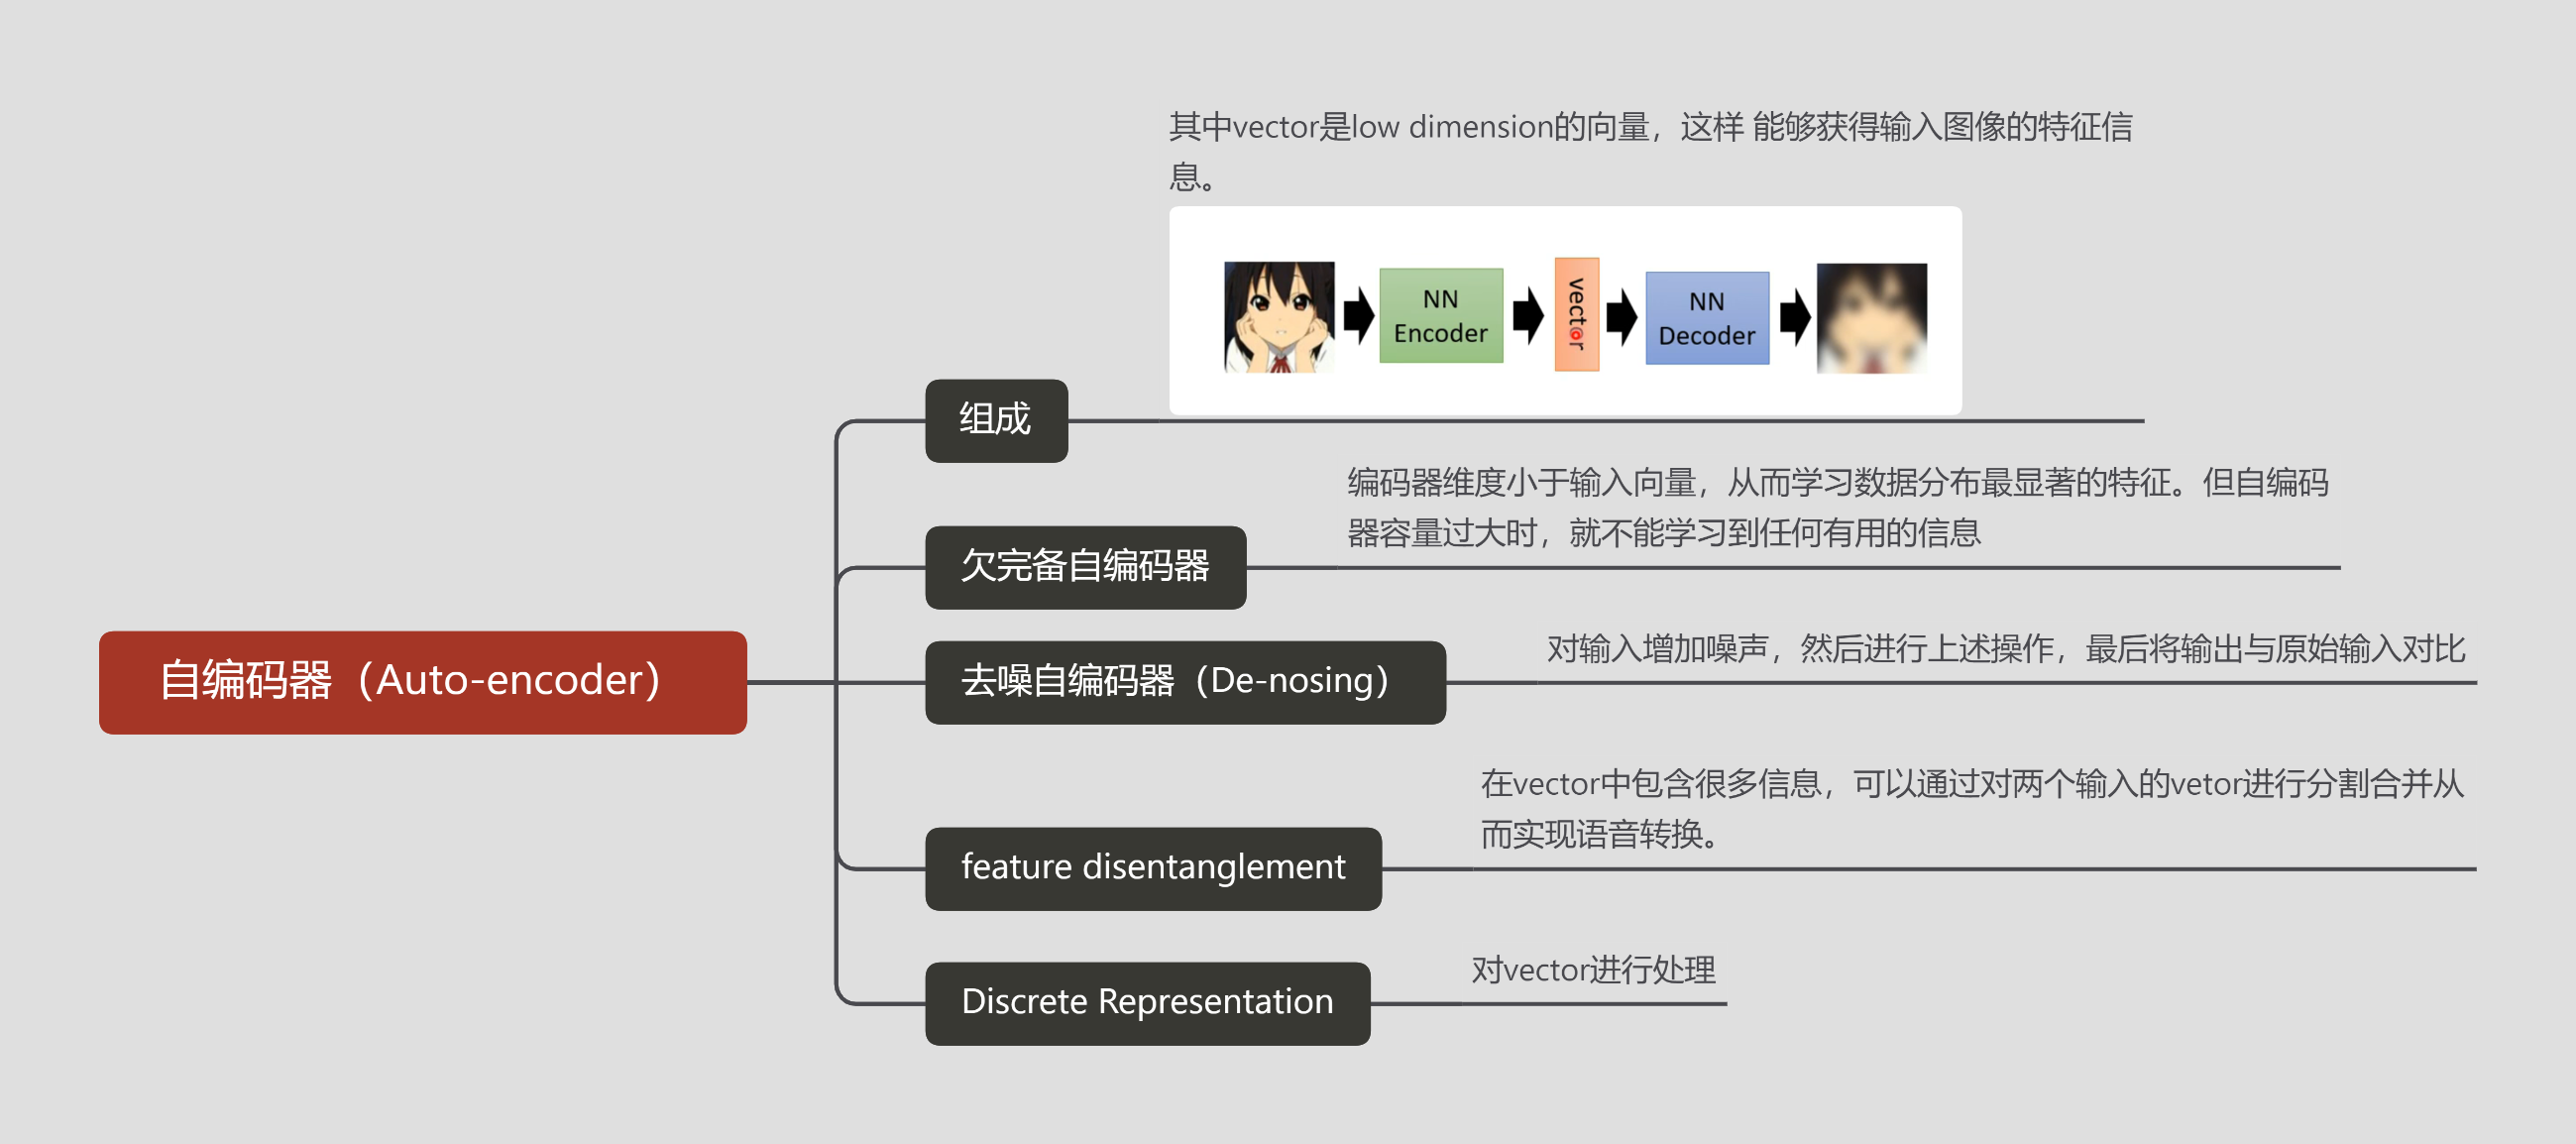 其中vector是low dimension的向量，这样 能够获得输入图像的特征信
息。
NN
Encoder
vector
NN
Decoder
组成
编码器维度小于输入向量，从而学习数据分布最显著的特征。但自编码
器容量过大时，就不能学习到任何有用的信息
欠完备自编码器
自编码器（Auto-encoder）
对输入增加噪声，然后进行上述操作，最后将输出与原始输入对比
去噪自编码器（De-nosing）
在vector中包含很多信息，可以通过对两个输入的vetor进行分割合并从
而实现语音转换。
feature disentanglement
对vector进行处理
Discrete Representation